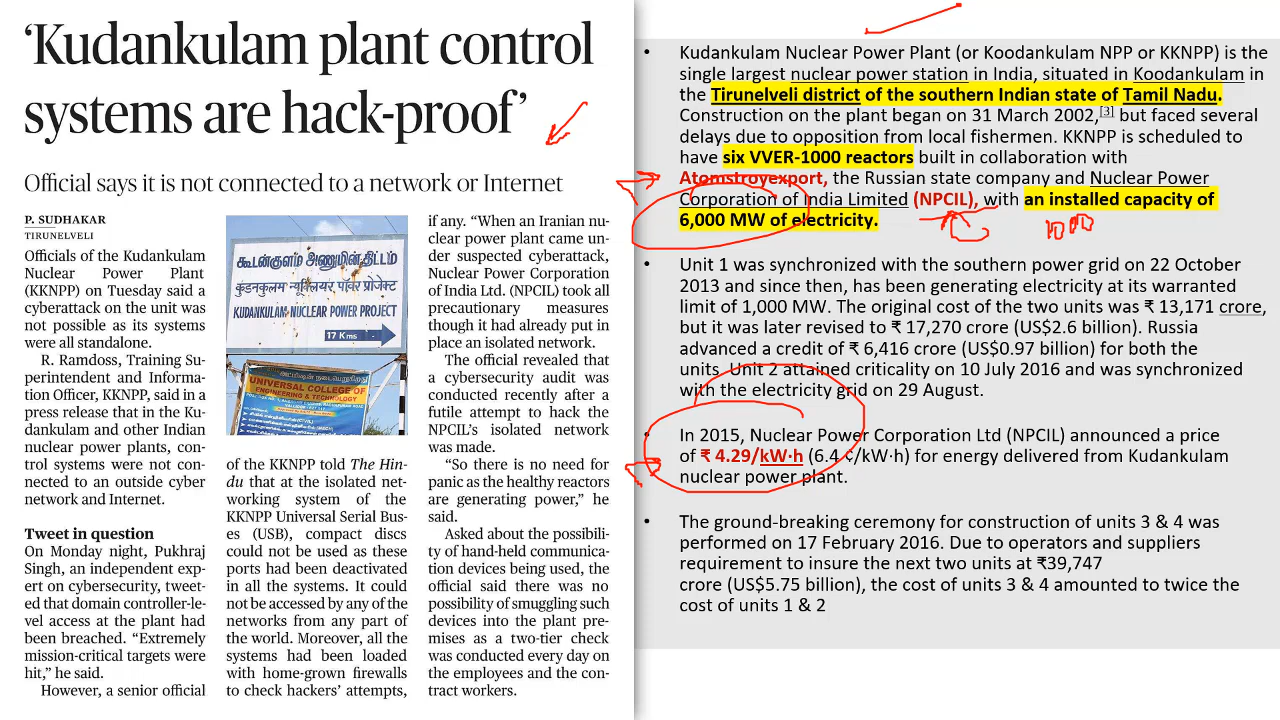 ‘Kudankulam plant control
systems are hack-proof’
Official says it is not connected to a network or Internet
P. SUDHAKAR
TIRUNELVELI
Officials of the Kudankulam
Nuclear Power Plant
(KKNPP) on Tuesday said a
cyberattack on the unit was
not possible as its systems
were all standalone.
R. Ramdoss, Training Su-
perintendent and Informa-
tion Officer, KKNPP, said in a
press release that in the Ku-
dankulam and other Indian
nuclear power plants, con-
trol systems were not con-
nected to an outside cyber
network and Internet.
Tweet in question
On Monday night, Pukhraj
Singh, an independent exp-
ert on cybersecurity, tweet-
ed that domain controller-le-
vel access at the plant had
been breached. “Extremely
mission-critical targets were
hit,” he said.
However, a senior official
கூடன்குளம் அணுமின் திட்டம்
KUDANKULAM NUCLEAR POWER PROJECT
17 Kms
UNIVERSAL COLLEGE OF
ENGINEERING & TECHNOLOGY
of the KKNPP told The Hin-
du that at the isolated net-
working system of the
KKNPP Universal Serial Bus-
es (USB), compact discs
could not be used as these
ports had been deactivated
in all the systems. It could
not be accessed by any of the
networks from any part of
the world. Moreover, all the
systems had been loaded
with home-grown firewalls
to check hackers’ attempts,
if any. “When an Iranian nu-
clear power plant came un-
der suspected cyberattack,
Nuclear Power Corporation
of India Ltd. (NPCIL) took all
precautionary measures
though it had already put in
place an isolated network.
The official revealed that
a cybersecurity audit was
conducted recently after a
futile attempt to hack the
NPCIL’s isolated network
was made.
“So there is no need for
panic as the healthy reactors
are generating power,” he
said.
Asked about the possibili-
ty of hand-held communica-
tion devices being used, the
official said there was no
possibility of smuggling such
devices into the plant pre-
mises as a two-tier check
was conducted every day on
the employees and the con-
tract workers.
• Kudankulam Nuclear Power Plant (or Koodankulam NPP or KKNPP) is the
single largest nuclear power station in India, situated in Koodankulam in
the Tirunelveli district of the southern Indian state of Tamil Nadu.
Construction on the plant began on 31 March 2002,[3] but faced several
delays due to opposition from local fishermen. KKNPP is scheduled to
have six VVER-1000 reactors built in collaboration with
Atomstroyexport, the Russian state company and Nuclear Power
Corporation of India Limited (NPCIL), with an installed capacity of
6,000 MW of electricity.
1000
• Unit 1 was synchronized with the southern power grid on 22 October
2013 and since then, has been generating electricity at its warranted
limit of 1,000 MW. The original cost of the two units was ₹ 13,171 crore,
but it was later revised to ₹ 17,270 crore (US$2.6 billion). Russia
advanced a credit of ₹ 6,416 crore (US$0.97 billion) for both the
units. Unit 2 attained criticality on 10 July 2016 and was synchronized
with the electricity grid on 29 August.
• In 2015, Nuclear Power Corporation Ltd (NPCIL) announced a price
of ₹ 4.29/kW·h (6.4 ¢/kW·h) for energy delivered from Kudankulam
nuclear power plant.
• The ground-breaking ceremony for construction of units 3 & 4 was
performed on 17 February 2016. Due to operators and suppliers
requirement to insure the next two units at ₹39,747
crore (US$5.75 billion), the cost of units 3 & 4 amounted to twice the
cost of units 1 & 2